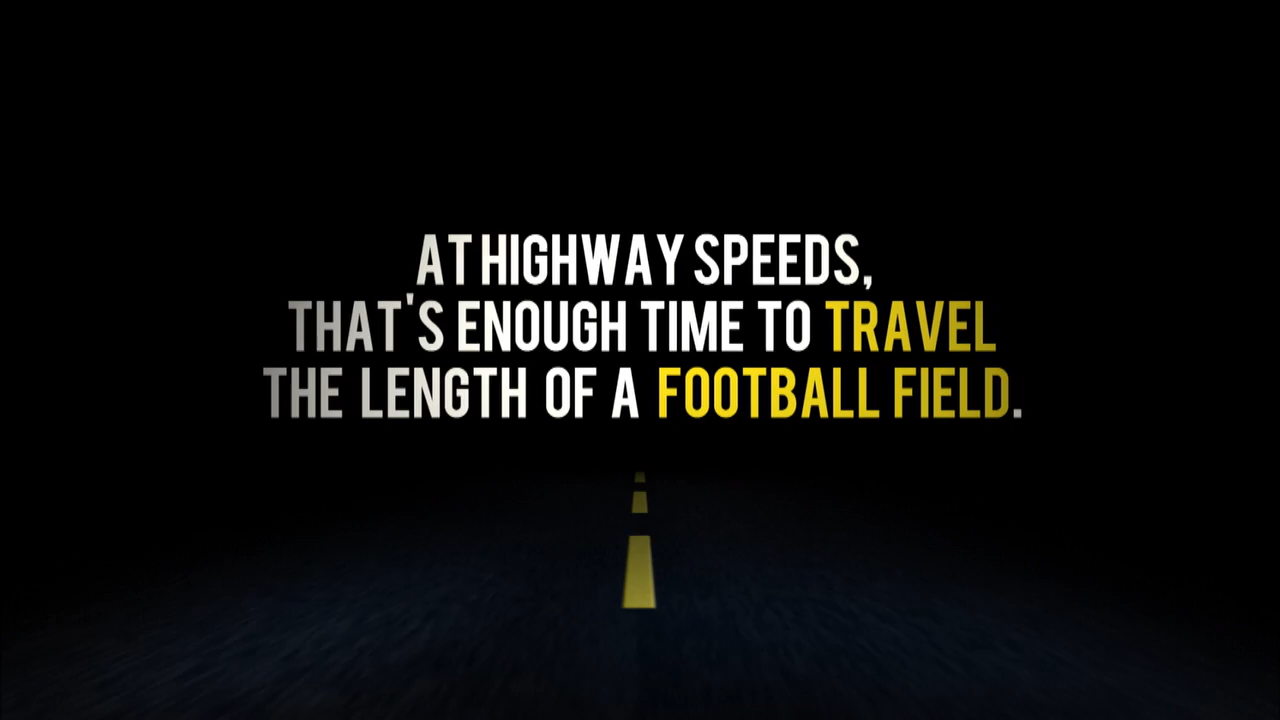 AT HIGHWAY SPEEDS,
THAT'S ENOUGH TIME TO TRAVEL
THE LENGTH OF A FOOTBALL FIELD.